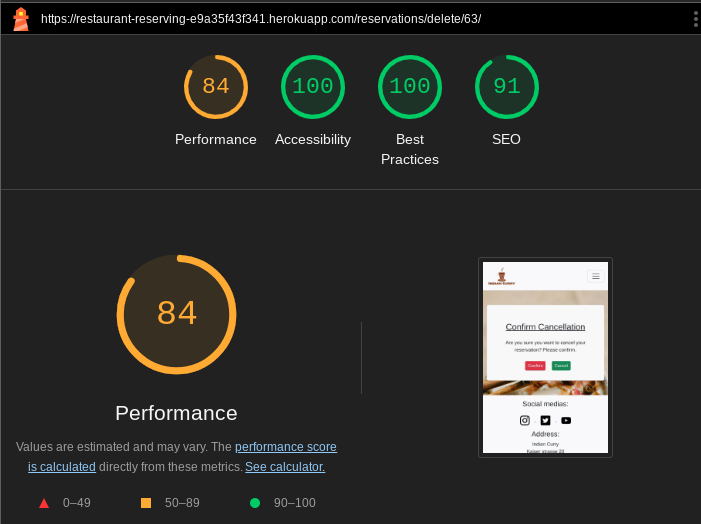 https://restaurant-reserving-e9a35f43f341.herokuapp.com/reservations/delete/63/
84
100
100
91
Performance
Accessibility
Best
Practices
SEO
84
Performance
Values are estimated and may vary. The performance score
is calculated directly from these metrics. See calculator.
0–49
50–89
90–100
INDIAN CURRY
Confirm Cancellation
Are you sure you want to cancel your
reservation? Please confirm.
Confirm
Cancel
Social medias:
Address:
Indian Curry
Kaiser strasse 23